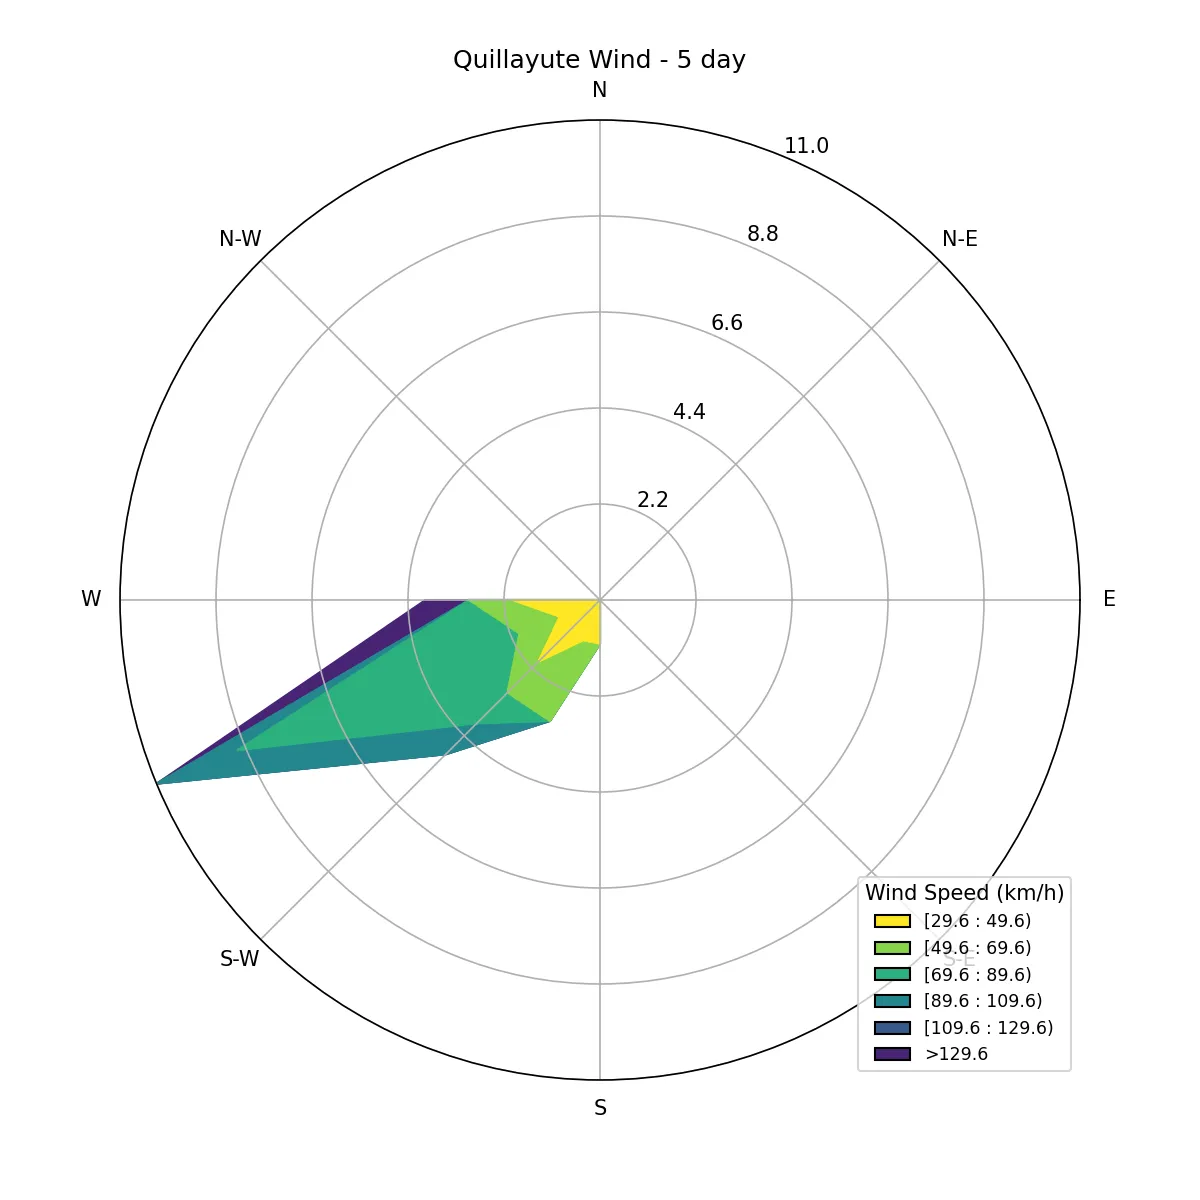 Quillayute Wind - 5 day
N
11.0
8.8
N-W
N-E
6.6
4.4
2.2
W
E
Wind Speed (km/h)
[29.6 : 49.6)
[49.6 : 69.6)
S-W
S-E
[69.6 : 89.6)
[89.6 : 109.6)
[109.6 : 129.6)
>129.6
S